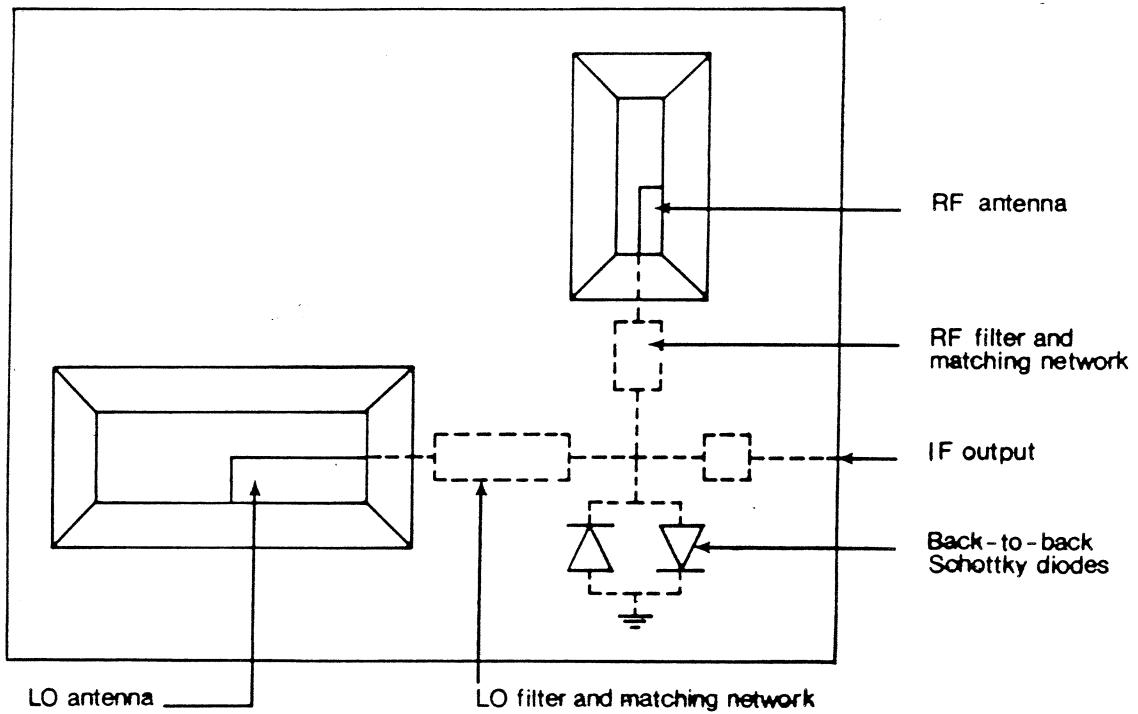 RF antenna
RF filter and
matching network
IF output
Back-to-back
Schottky diodes
LO antenna
LO filter and matching network